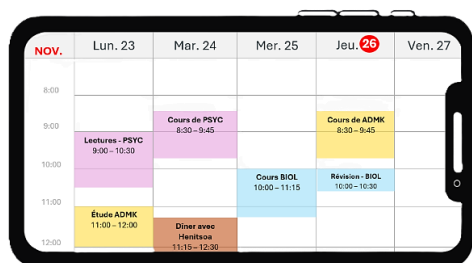 NOV.
Lun. 23
Mar. 24
Mer. 25
Jeu. 26
Ven. 27
8:00
9:00
10:00
11:00
12:00
Lectures - PSYC
9:00 – 10:30
Étude ADMK
11:00 – 12:00
Cours de PSYC
8:30 – 9:45
Diner avec
Henitsoa
11:15 – 12:30
Cours BIOL
10:00 – 11:15
Cours de ADMK
8:30 – 9:45
Révision - BIOL
10:00 – 10:30